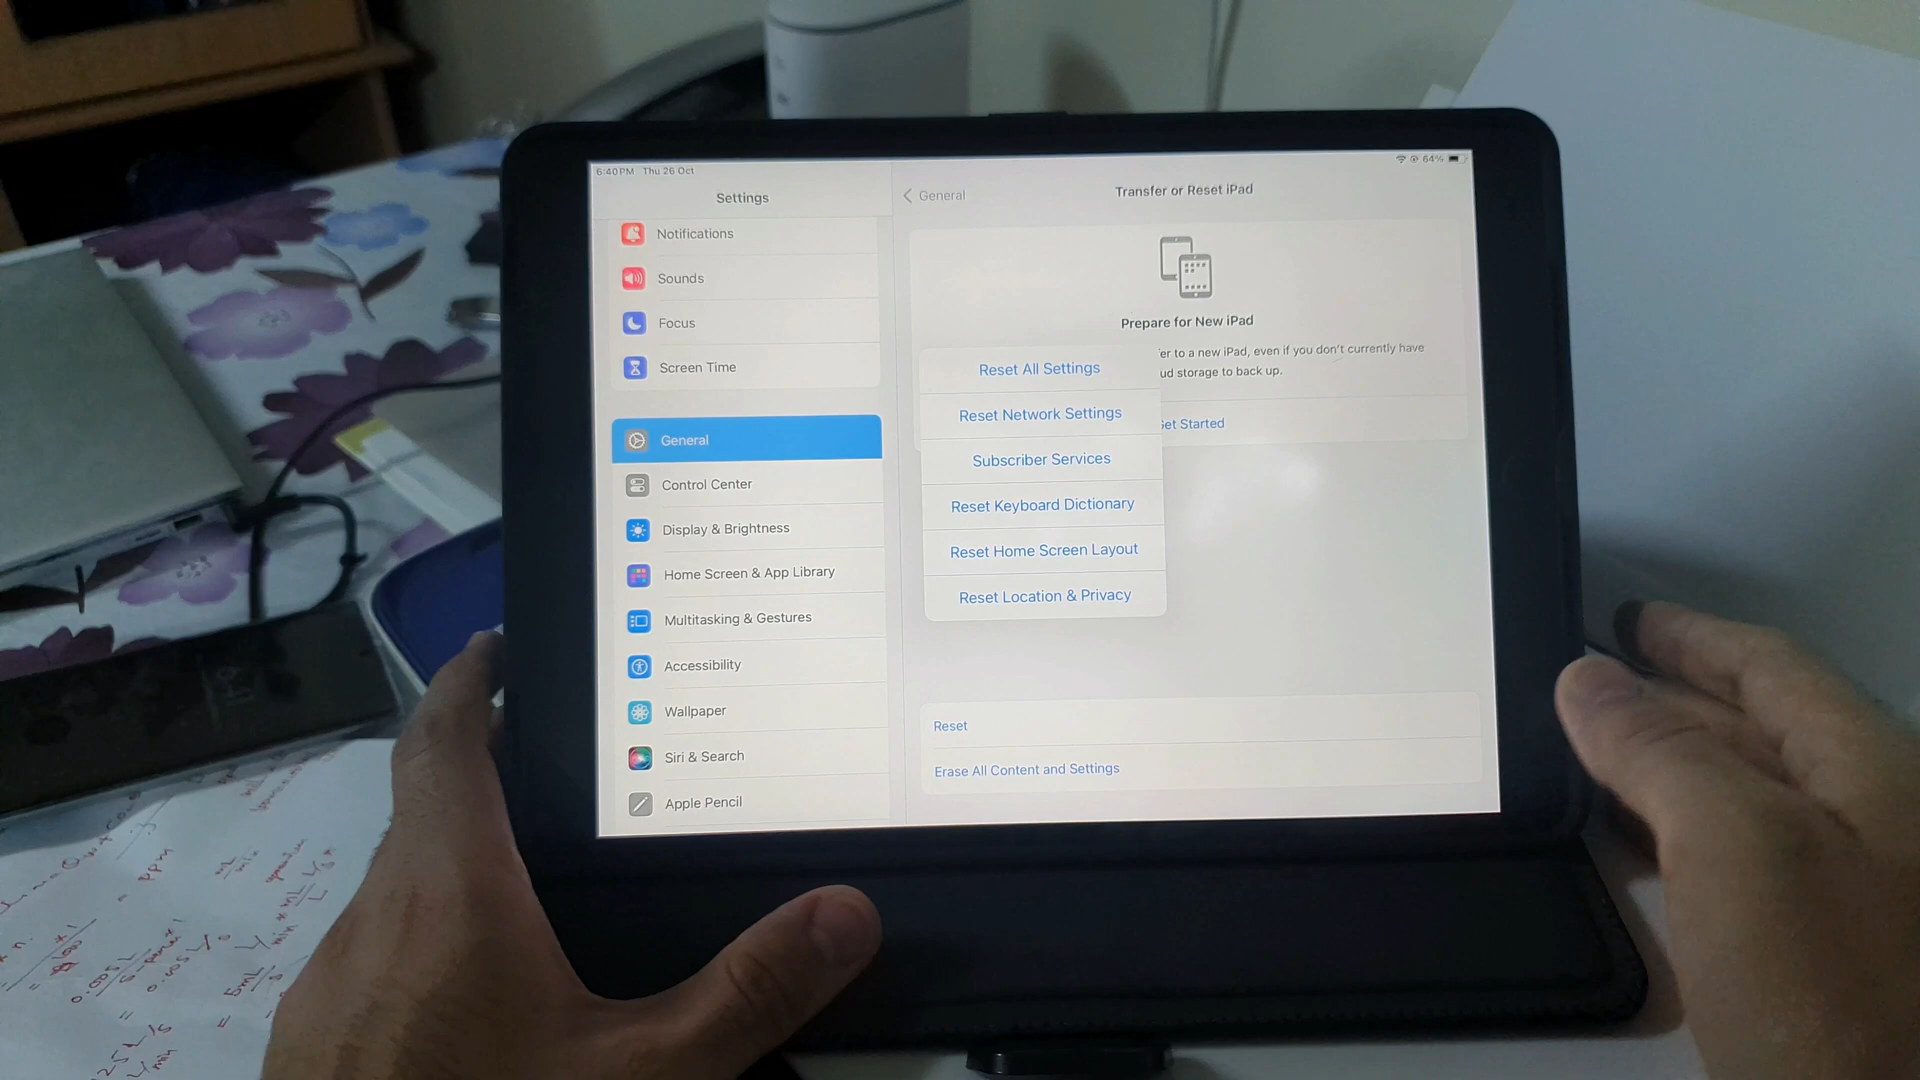 6:40 PM Thu 26 Oct
64%
Settings
Notifications
Sounds
Focus
Screen Time
General
Control Center
Display & Brightness
Home Screen & App Library
Multitasking & Gestures
Accessibility
Wallpaper
Siri & Search
Apple Pencil
General
Transfer or Reset iPad
Prepare for New iPad
er to a new iPad, even if you don't currently have
ud storage to back up.
Get Started
Reset All Settings
Reset Network Settings
Subscriber Services
Reset Keyboard Dictionary
Reset Home Screen Layout
Reset Location & Privacy
Reset
Erase All Content and Settings
= ppm
0.005L